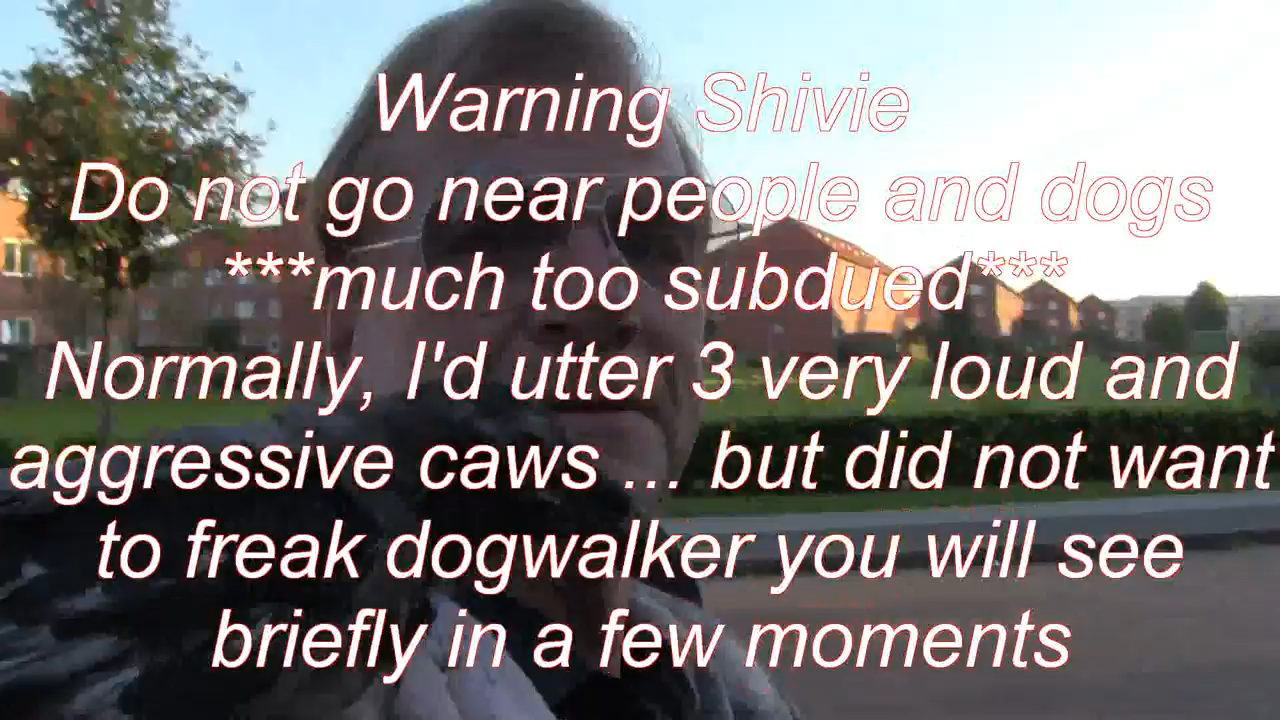 Warning Shivie
Do not go near people and dogs
***much too subdued***
Normally, I'd utter 3 very loud and
aggressive caws ... but did not want
to freak dogwalker you will see
briefly in a few moments